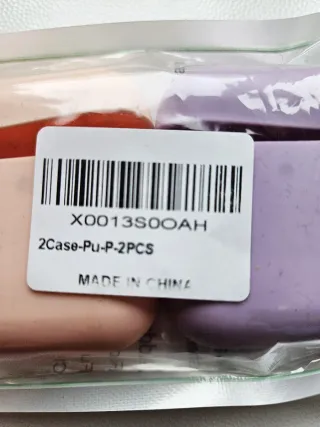 X0013S0OAH
2Case-Pu-P-2PCS
MADE IN CHINA